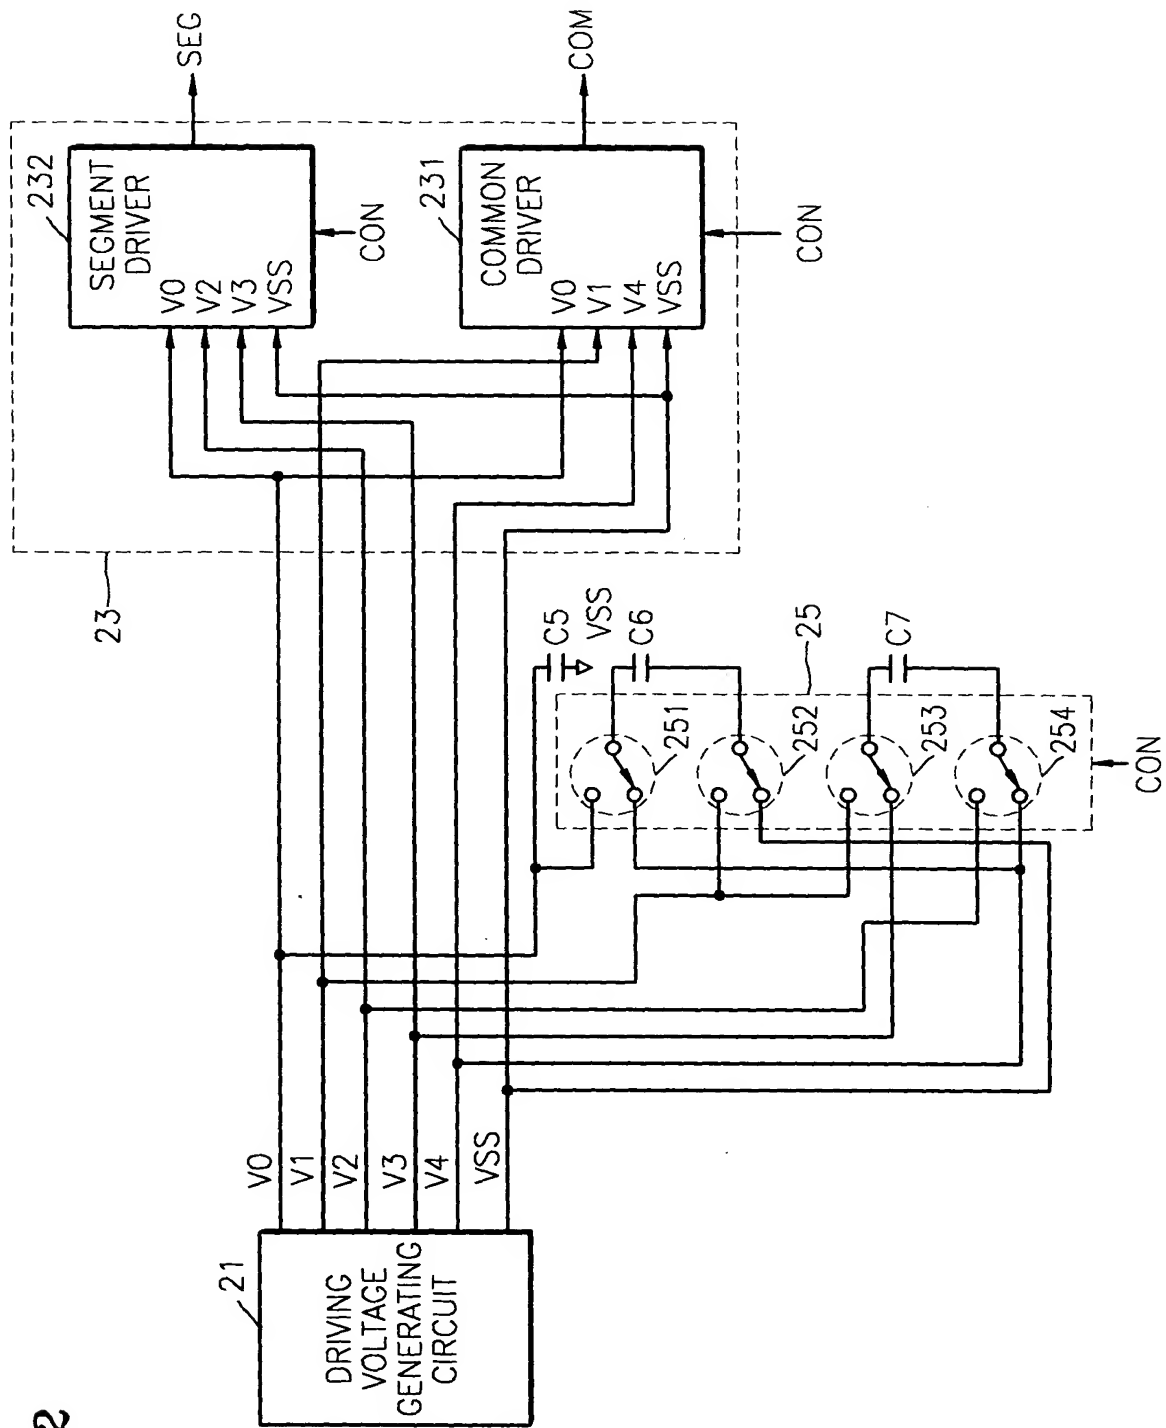 2
21
DRIVING
VOLTAGE
GENERATING
CIRCUIT
V0
V1
V2
V3
V4
VSS
23
232
SEGMENT
DRIVER
V0
V2
V3
VSS
CON
SEG
231
COMMON
DRIVER
V0
V1
V4
VSS
CON
COM
C5
VSS
C6
25
C7
251
252
253
254
CON